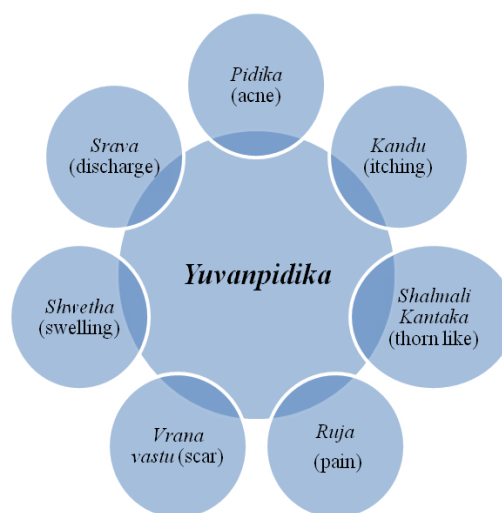 Pidika
(acne)
Kandu
(itching)
Shalmali
Kantaka
(thorn like)
Ruja
(pain)
Vrana
vastu (scar)
Shwetha
(swelling)
Srava
(discharge)
Yuvanpidika